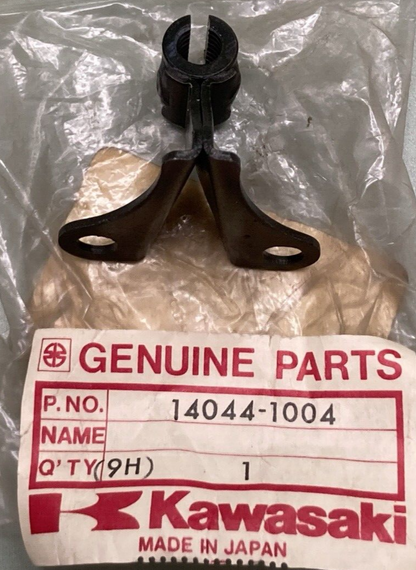 GENUINE PARTS
P.NO. 14044-1004
NAME
Q'TY (9H) 1
Kawasaki
MADE IN JAPAN